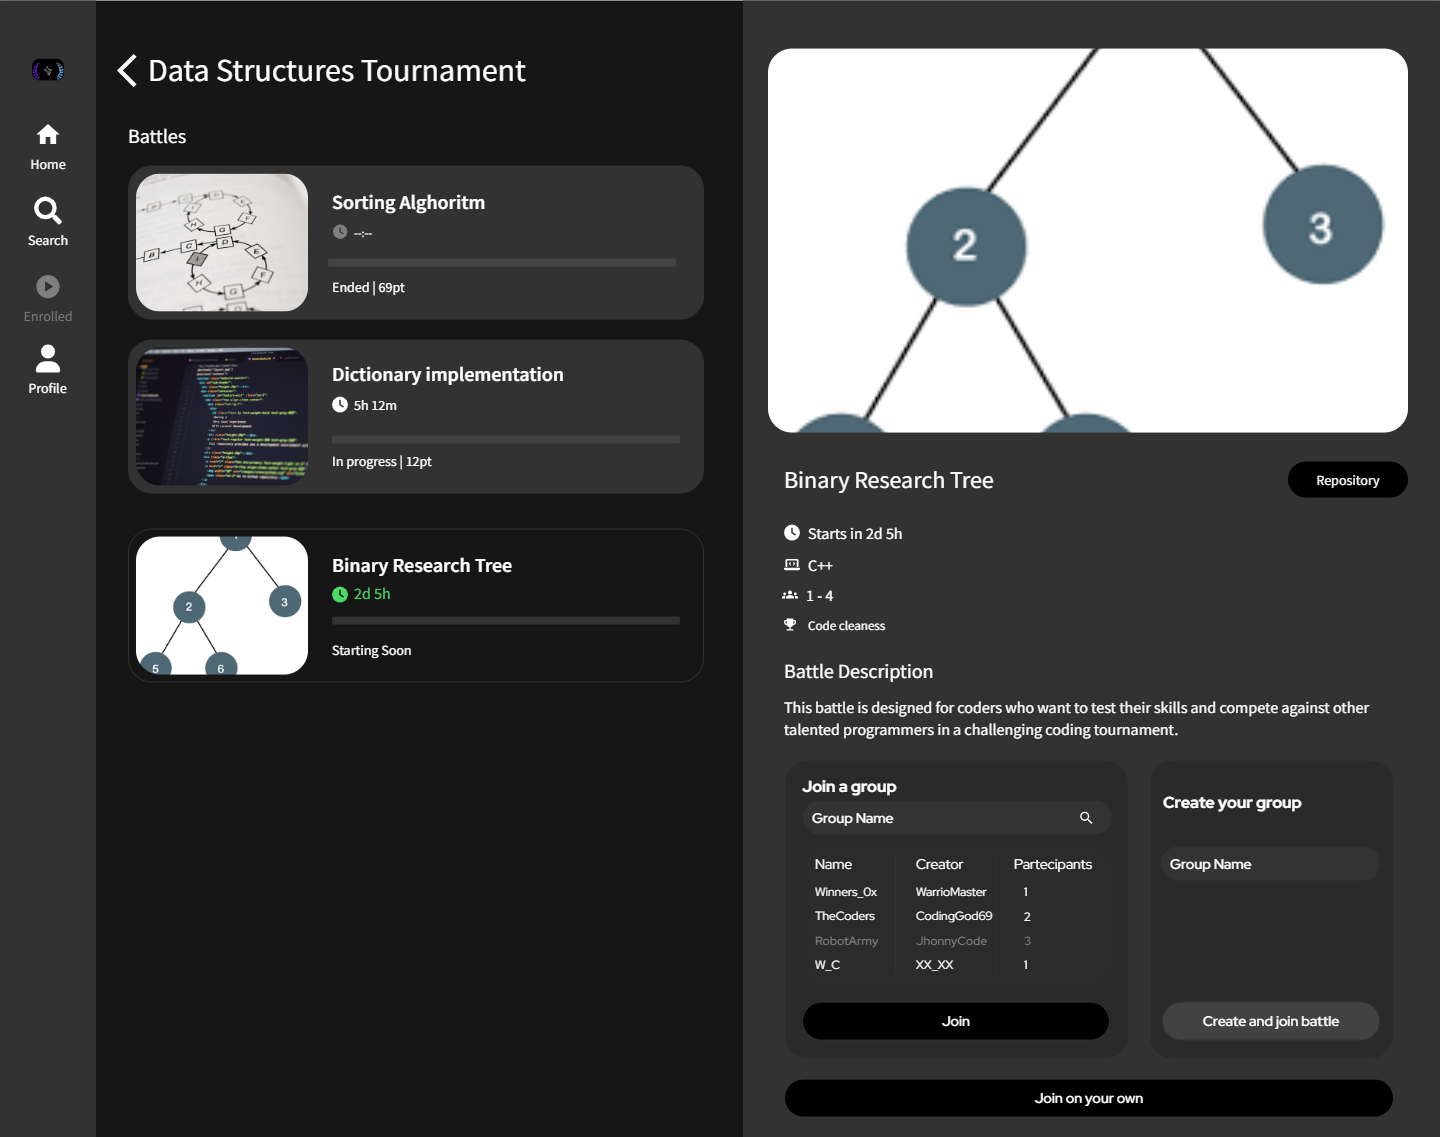 Home
Search
Enrolled
Profile
Data Structures Tournament
Battles
Sorting Alghoritm
--:--
Ended | 69pt
Dictionary implementation
5h 12m
In progress | 12pt
2
3
5
6
Binary Research Tree
2d 5h
Starting Soon
2
3
Binary Research Tree
Repository
Starts in 2d 5h
C++
1 - 4
Code cleaness
Battle Description
This battle is designed for coders who want to test their skills and compete against other
talented programmers in a challenging coding tournament.
Join a group
Group Name
Name Creator Partecipants
Winners_0x WarrioMaster 1
TheCoders CodingGod69 2
RobotArmy JhonnyCode 3
W_C XX_XX 1
Join
Create your group
Group Name
Create and join battle
Join on your own